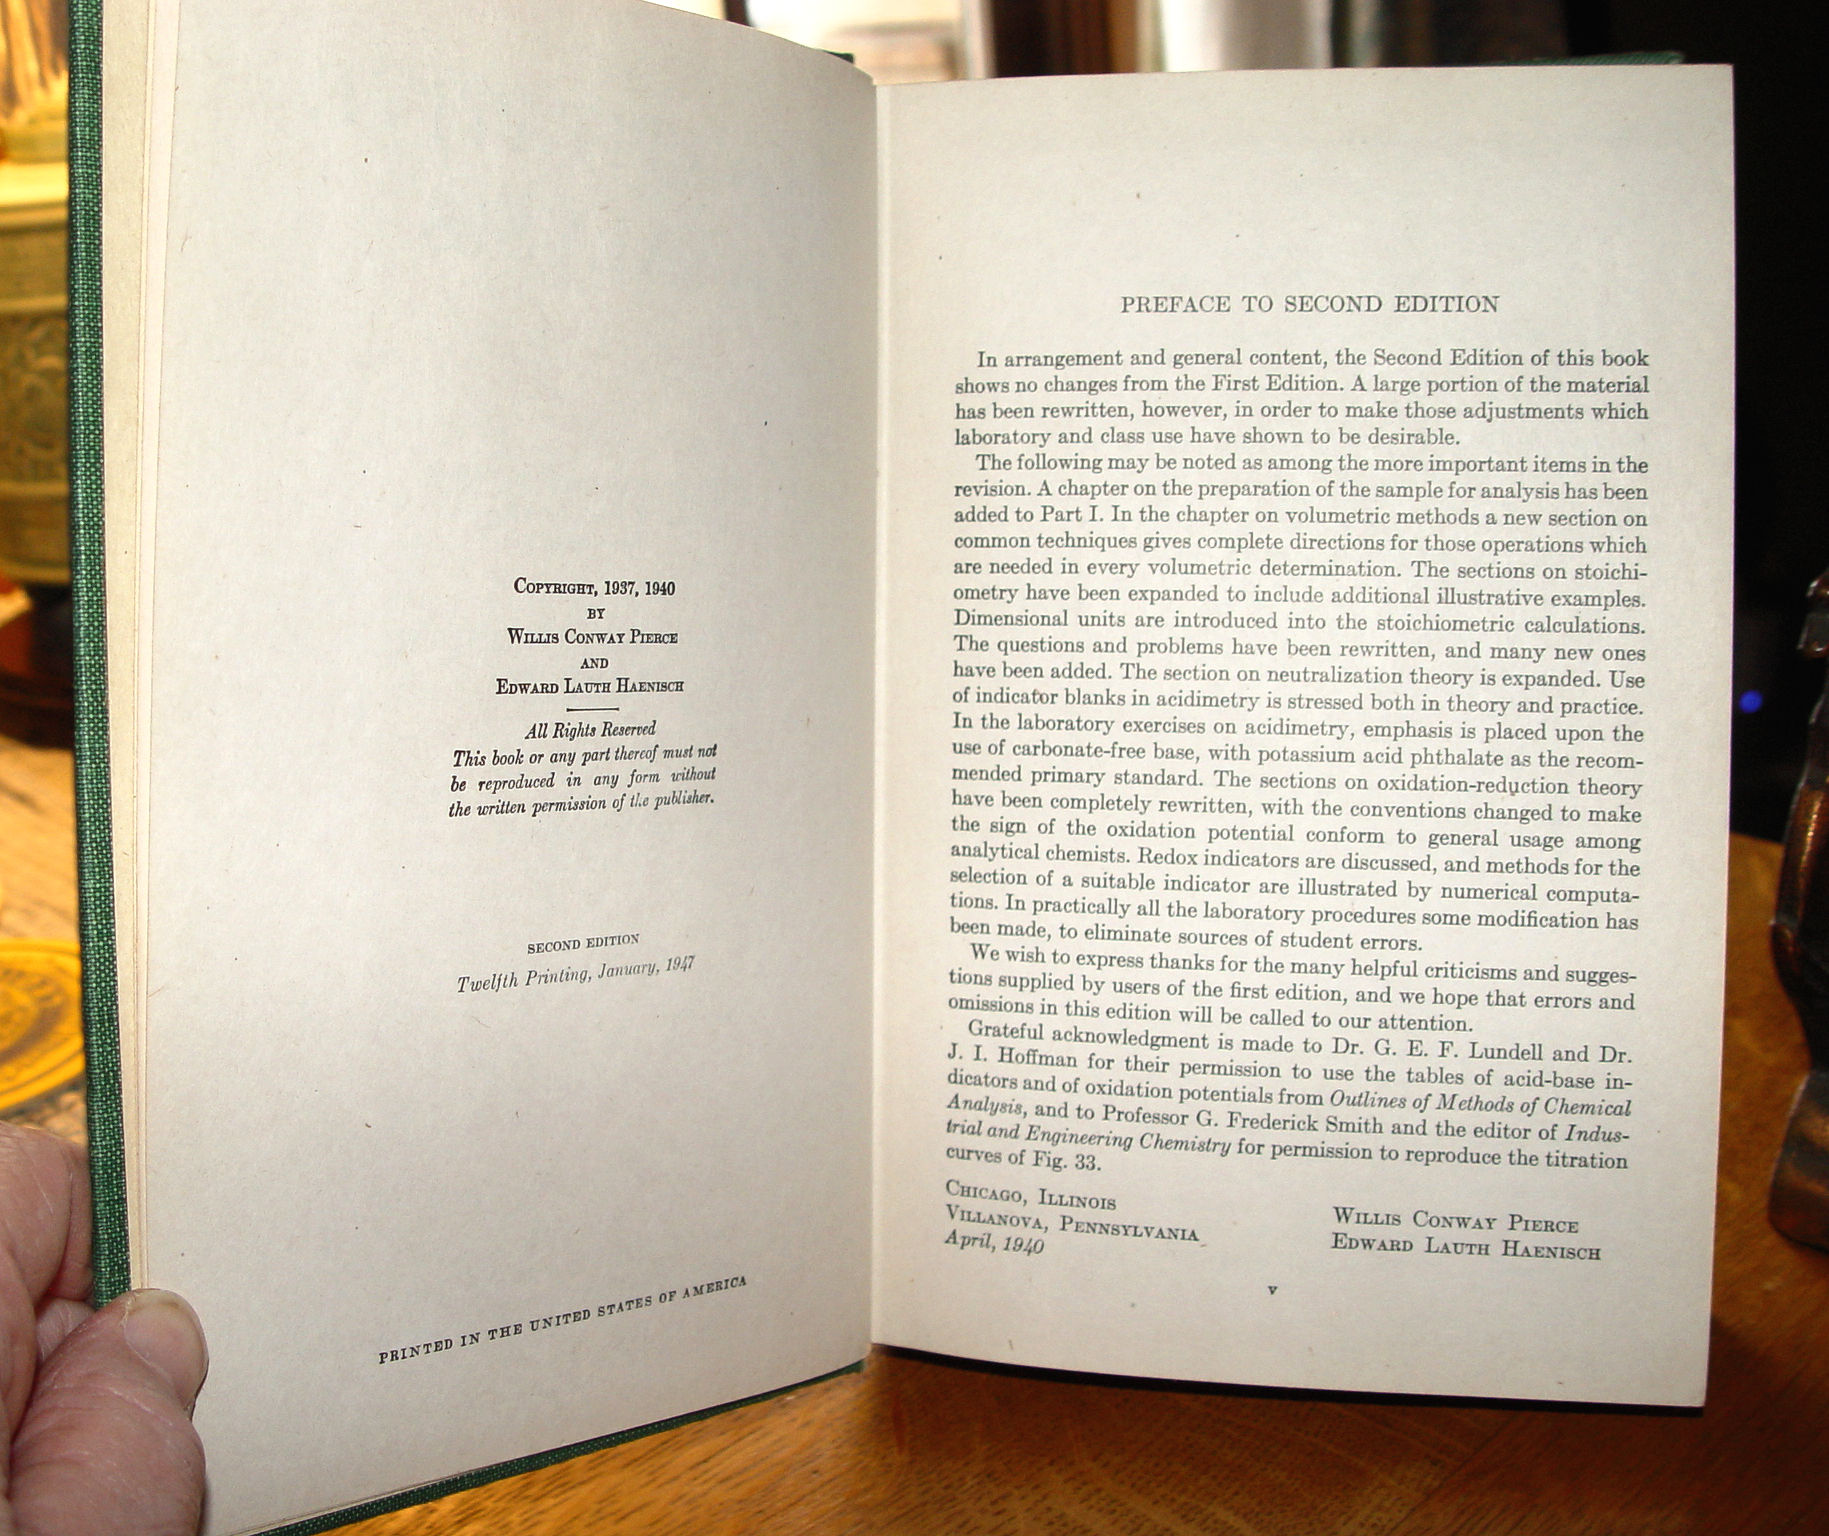 COPYRIGHT, 1937, 1940
BY
WILLIS CONWAY PIERCE
AND
EDWARD LAUTH HAENISCH
All Rights Reserved
This book or any part thereof must not
be reproduced in any form without
the written permission of the publisher.
SECOND EDITION
Twelfth Printing, January, 1947
PRINTED IN THE UNITED STATES OF AMERICA
PREFACE TO SECOND EDITION
In arrangement and general content, the Second Edition of this book
shows no changes from the First Edition. A large portion of the material
has been rewritten, however, in order to make those adjustments which
laboratory and class use have shown to be desirable.
The following may be noted as among the more important items in the
revision. A chapter on the preparation of the sample for analysis has been
added to Part I. In the chapter on volumetric methods a new section on
common techniques gives complete directions for those operations which
are needed in every volumetric determination. The sections on stoichi-
ometry have been expanded to include additional illustrative examples.
Dimensional units are introduced into the stoichiometric calculations.
The questions and problems have been rewritten, and many new ones
have been added. The section on neutralization theory is expanded. Use
of indicator blanks in acidimetry is stressed both in theory and practice.
In the laboratory exercises on acidimetry, emphasis is placed upon the
use of carbonate-free base, with potassium acid phthalate as the recom-
mended primary standard. The sections on oxidation-reduction theory
have been completely rewritten, with the conventions changed to make
the sign of the oxidation potential conform to general usage among
analytical chemists. Redox indicators are discussed, and methods for the
selection of a suitable indicator are illustrated by numerical computa-
tions. In practically all the laboratory procedures some modification has
been made, to eliminate sources of student errors.
We wish to express thanks for the many helpful criticisms and sugges-
tions supplied by users of the first edition, and we hope that errors and
omissions in this edition will be called to our attention.
Grateful acknowledgment is made to Dr. G. E. F. Lundell and Dr.
J. I. Hoffman for their permission to use the tables of acid-base in-
dicators and of oxidation potentials from Outlines of Methods of Chemical
Analysis, and to Professor G. Frederick Smith and the editor of Indus-
trial and Engineering Chemistry for permission to reproduce the titration
curves of Fig. 33.
CHICAGO, ILLINOIS
VILLANOVA, PENNSYLVANIA
April, 1940
WILLIS CONWAY PIERCE
EDWARD LAUTH HAENISCH
v